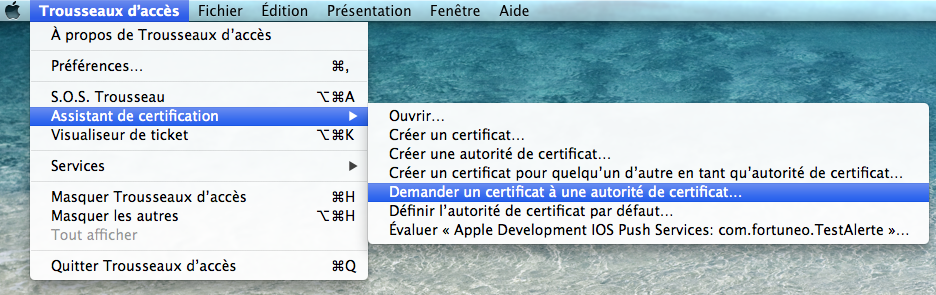 Trousseaux d'accès Fichier Édition Présentation Fenêtre Aide
À propos de Trousseaux d'accès
Préférences… ⌘,
S.O.S. Trousseau ⌥⌘A
Assistant de certification ▶
Visualiseur de ticket ⌥⌘K
Services ▶
Masquer Trousseaux d'accès ⌘H
Masquer les autres ⌥⌘H
Tout afficher
Quitter Trousseaux d'accès ⌘Q
Ouvrir…
Créer un certificat…
Créer une autorité de certificat…
Créer un certificat pour quelqu'un d'autre en tant qu'autorité de certificat…
Demander un certificat à une autorité de certificat…
Définir l'autorité de certificat par défaut…
Évaluer « Apple Development IOS Push Services: com.fortuneo.TestAlerte »…